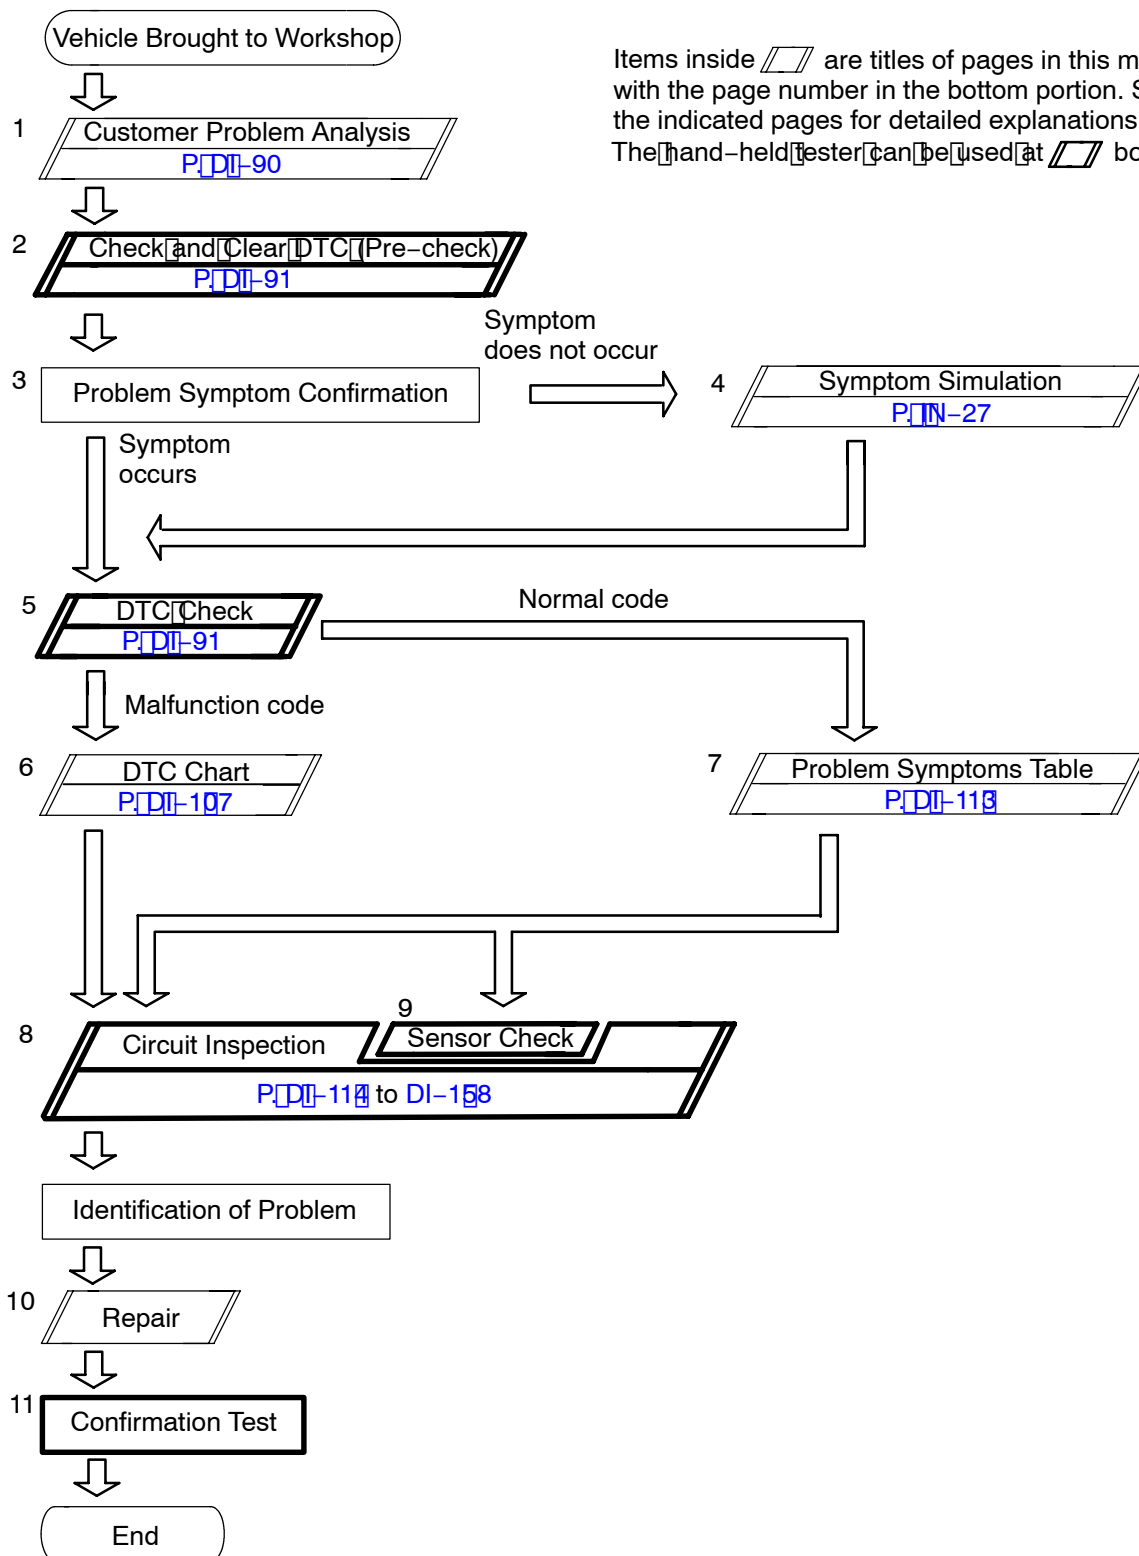 Vehicle Brought to Workshop
Items inside are titles of pages in this m
with the page number in the bottom portion. S
the indicated pages for detailed explanations
The hand-held tester can be used at bo
1
Customer Problem Analysis
P. DI-90
2
Check and Clear DTC (Pre-check)
P. DI-91
Symptom
does not occur
3
Problem Symptom Confirmation
4
Symptom Simulation
P. IN-27
Symptom
occurs
5
DTC Check
P. DI-91
Normal code
Malfunction code
6
DTC Chart
P. DI-107
7
Problem Symptoms Table
P. DI-113
8
Circuit Inspection
9
Sensor Check
P. DI-114 to DI-158
Identification of Problem
10
Repair
11
Confirmation Test
End